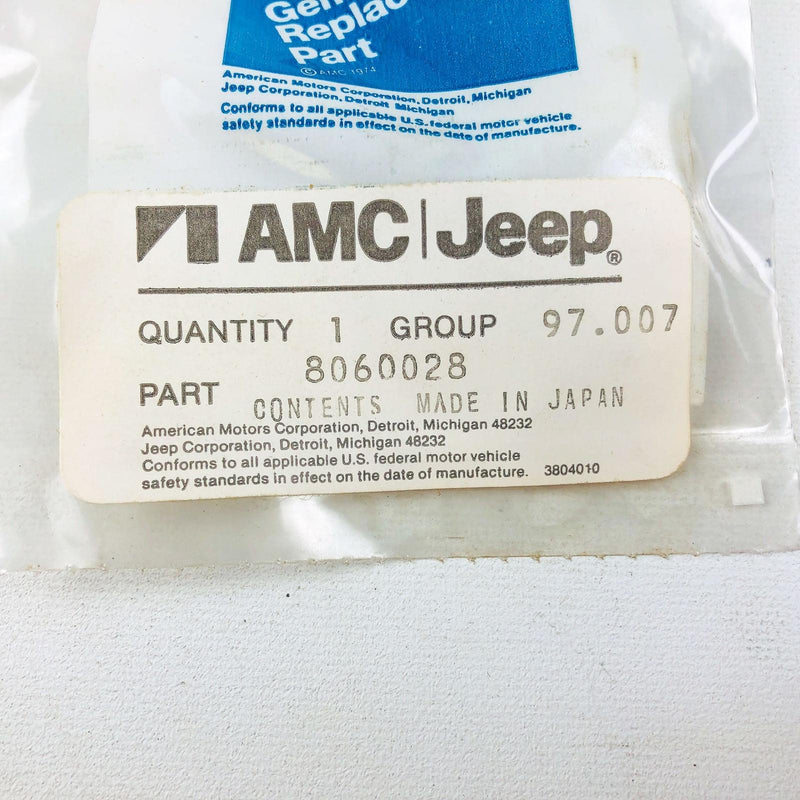 Part
© AMC 1974
American Motors Corporation, Detroit, Michigan
Jeep Corporation, Detroit Michigan
Conforms to all applicable U.S. federal motor vehicle
safety standards in effect on the date of manufacture.
AMC|Jeep®
QUANTITY 1 GROUP 97.007
8060028
PART CONTENTS MADE IN JAPAN
American Motors Corporation, Detroit, Michigan 48232
Jeep Corporation, Detroit, Michigan 48232
Conforms to all applicable U.S. federal motor vehicle
safety standards in effect on the date of manufacture. 3804010